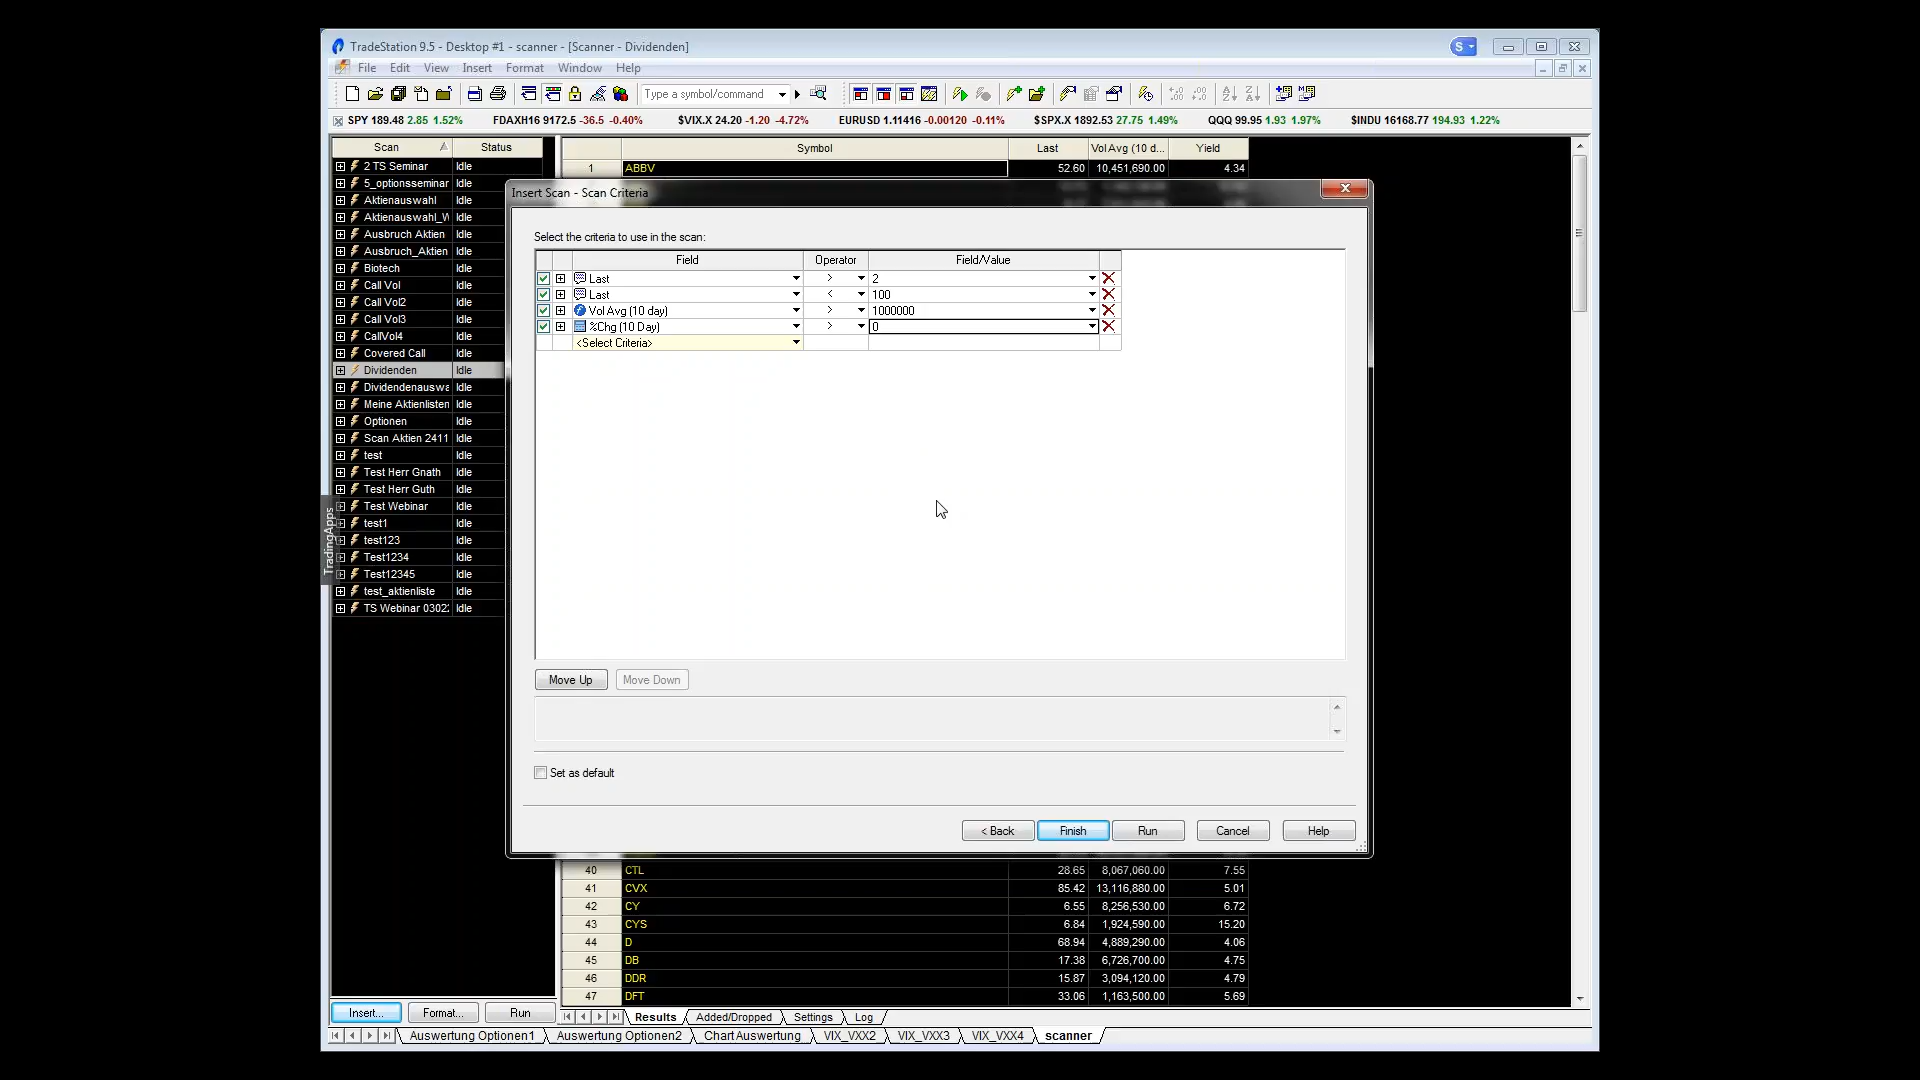 TradeStation 9.5 - Desktop #1 - scanner - [Scanner - Dividenden]
S
File Edit View Insert Format Window Help
Type a symbol/command
SPY 189.48 2.85 1.52% FDAXH16 9172.5 -36.5 -0.40% $VIX.X 24.20 -1.20 -4.72% EURUSD 1.11416 -0.00120 -0.11% $SPX.X 1892.53 27.75 1.49% QQQ 99.95 1.93 1.97% $INDU 16168.77 194.93 1.22%
Scan Status
2 TS Seminar Idle
5_optionsseminar Idle
Aktienauswahl Idle
Aktienauswahl_W Idle
Ausbruch Aktien Idle
Ausbruch_Aktien Idle
Biotech Idle
Call Vol Idle
Call Vol2 Idle
Call Vol3 Idle
CallVol4 Idle
Covered Call Idle
Dividenden Idle
Dividendenauswa Idle
Meine Aktienlisten Idle
Optionen Idle
Scan Aktien 2411 Idle
test Idle
Test Herr Gnath Idle
Test Herr Guth Idle
Test Webinar Idle
test1 Idle
test123 Idle
Test1234 Idle
Test12345 Idle
test_aktienliste Idle
TS Webinar 0302 Idle
TradingApps
Symbol Last Vol Avg (10 d... Yield
1 ABBV 52.60 10,451,690.00 4.34
Insert Scan - Scan Criteria
Select the criteria to use in the scan:
Field Operator Field/Value
Last > 2
Last < 100
Vol Avg (10 day) > 1000000
%Chg (10 Day) > 0
<Select Criteria>
Move Up Move Down
Set as default
< Back Finish Run Cancel Help
40 CTL 28.65 8,067,060.00 7.55
41 CVX 85.42 13,116,880.00 5.01
42 CY 6.55 8,256,530.00 6.72
43 CYS 6.84 1,924,590.00 15.20
44 D 68.94 4,889,290.00 4.06
45 DB 17.38 6,726,700.00 4.75
46 DDR 15.87 3,094,120.00 4.79
47 DFT 33.06 1,163,500.00 5.69
Insert... Format... Run
Results Added/Dropped Settings Log
Auswertung Optionen1 Auswertung Optionen2 Chart Auswertung VIX_VXX2 VIX_VXX3 VIX_VXX4 scanner